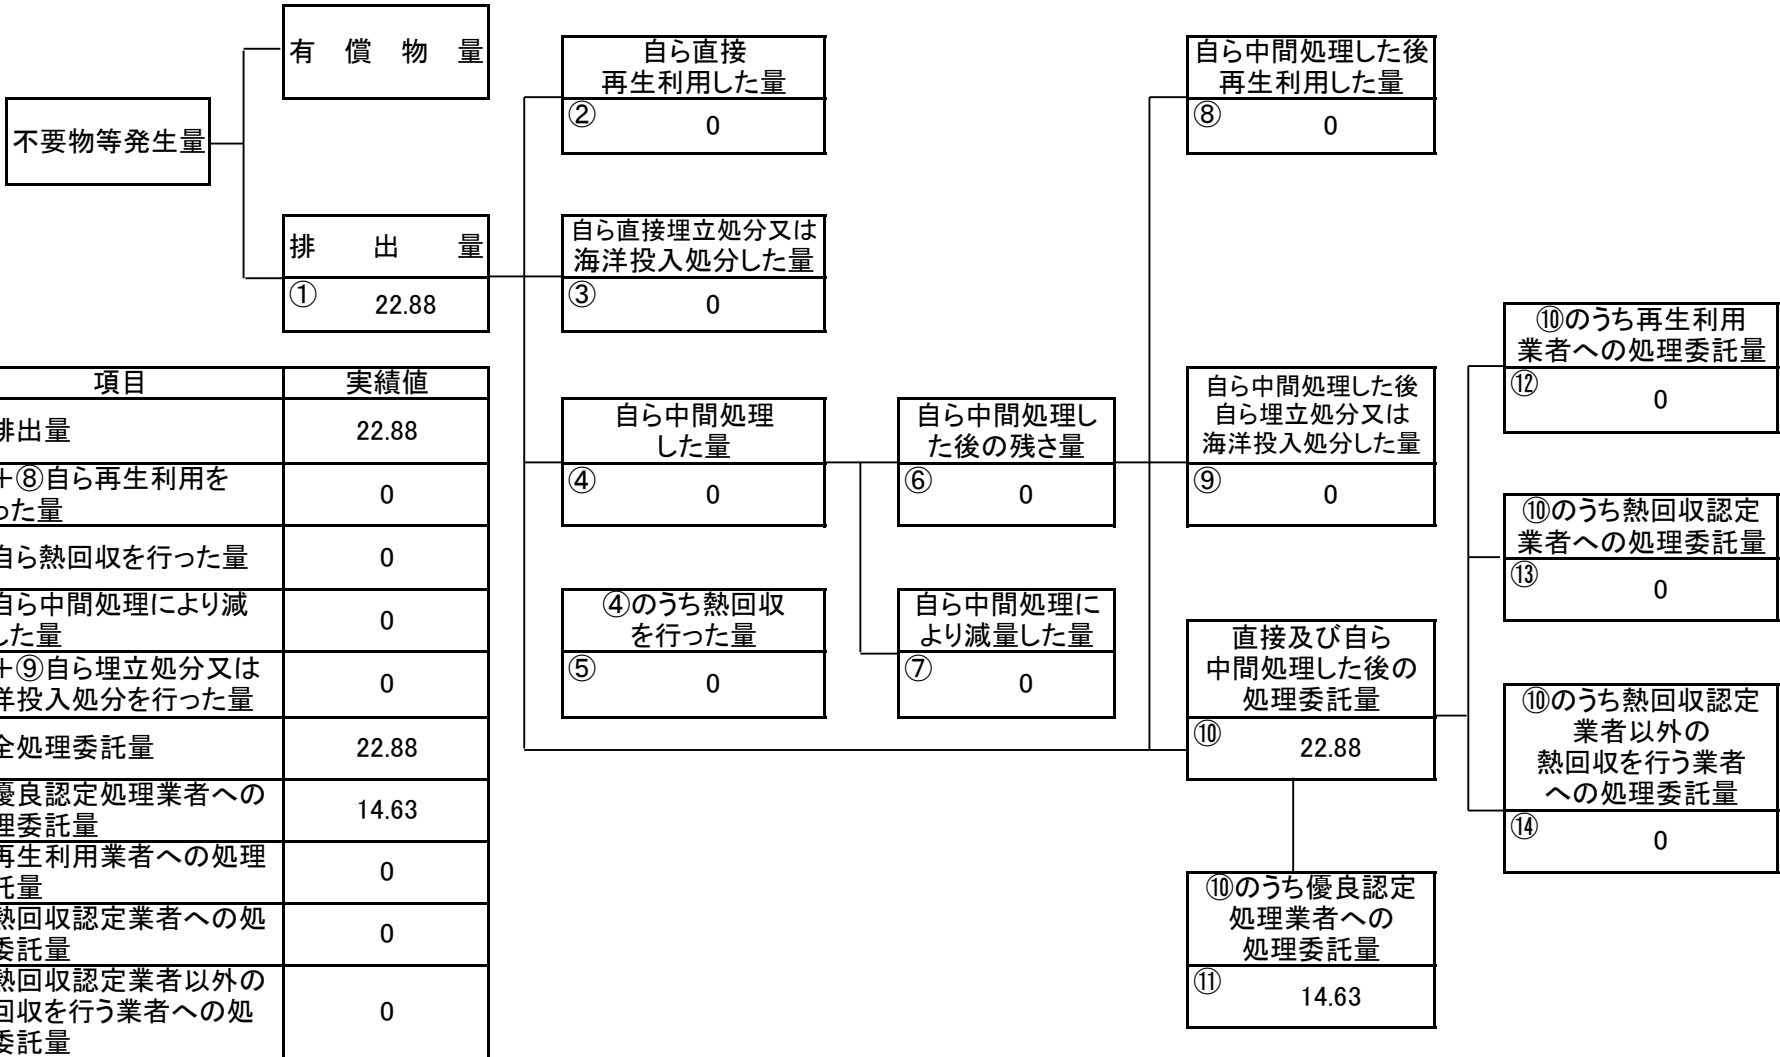 有償物量
不要物等発生量
排出量
① 22.88
自ら直接
再生利用した量
② 0
自ら直接埋立処分又は
海洋投入処分した量
③ 0
自ら中間処理
した量
④ 0
④のうち熱回収
を行った量
⑤ 0
自ら中間処理し
た後の残さ量
⑥ 0
自ら中間処理に
より減量した量
⑦ 0
自ら中間処理した後
再生利用した量
⑧ 0
自ら中間処理した後
自ら埋立処分又は
海洋投入処分した量
⑨ 0
直接及び自ら
中間処理した後の
処理委託量
⑩ 22.88
⑩のうち優良認定
処理業者への
処理委託量
⑪ 14.63
⑩のうち再生利用
業者への処理委託量
⑫ 0
⑩のうち熱回収認定
業者への処理委託量
⑬ 0
⑩のうち熱回収認定
業者以外の
熱回収を行う業者
への処理委託量
⑭ 0
項目 実績値
排出量 22.88
+⑧自ら再生利用を
った量 0
自ら熱回収を行った量 0
自ら中間処理により減
した量 0
+⑨自ら埋立処分又は
洋投入処分を行った量 0
全処理委託量 22.88
優良認定処理業者への
理委託量 14.63
再生利用業者への処理
託量 0
熱回収認定業者への処
委託量 0
熱回収認定業者以外の
回収を行う業者への処
委託量 0